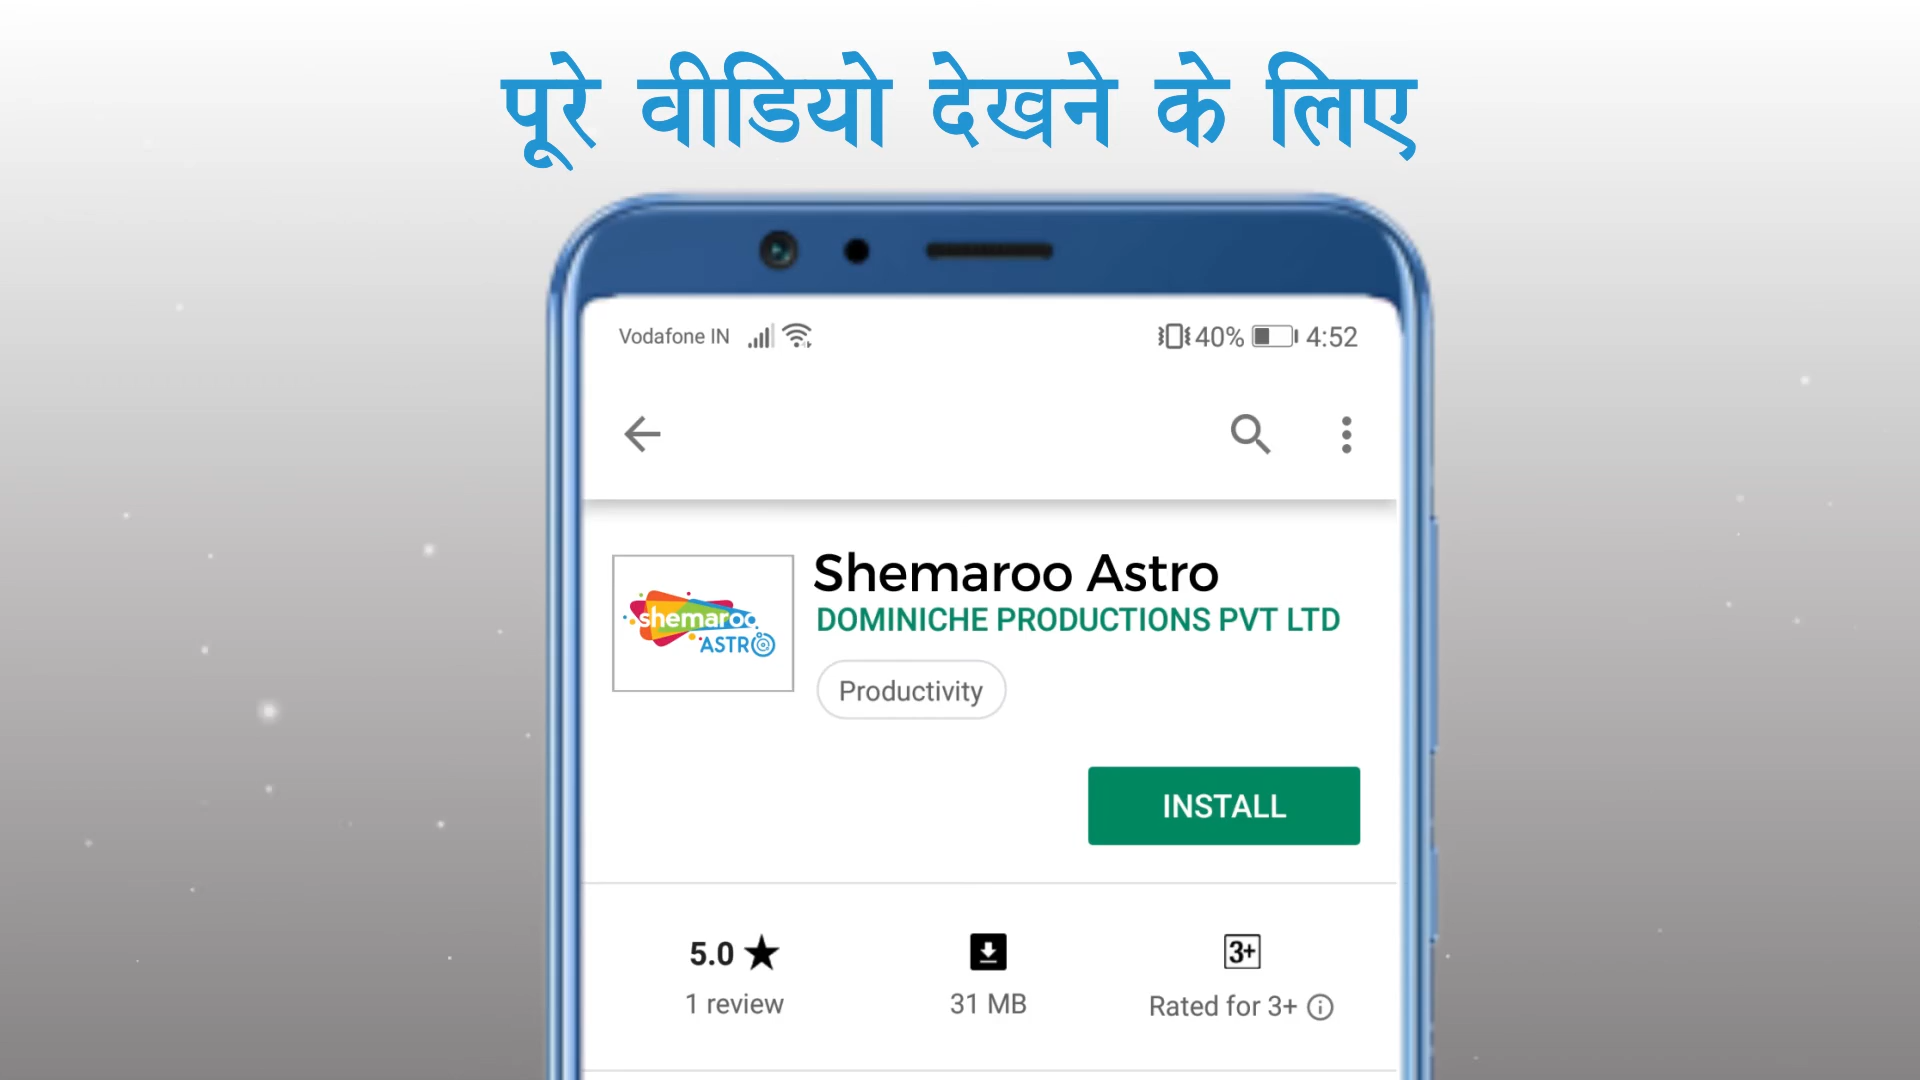 पूरे वीडियो देखने के लिए
Vodafone IN 40% 4:52
shemaroo
ASTRO
Shemaroo Astro
DOMINICHE PRODUCTIONS PVT LTD
Productivity
INSTALL
5.0 3+
1 review 31 MB Rated for 3+